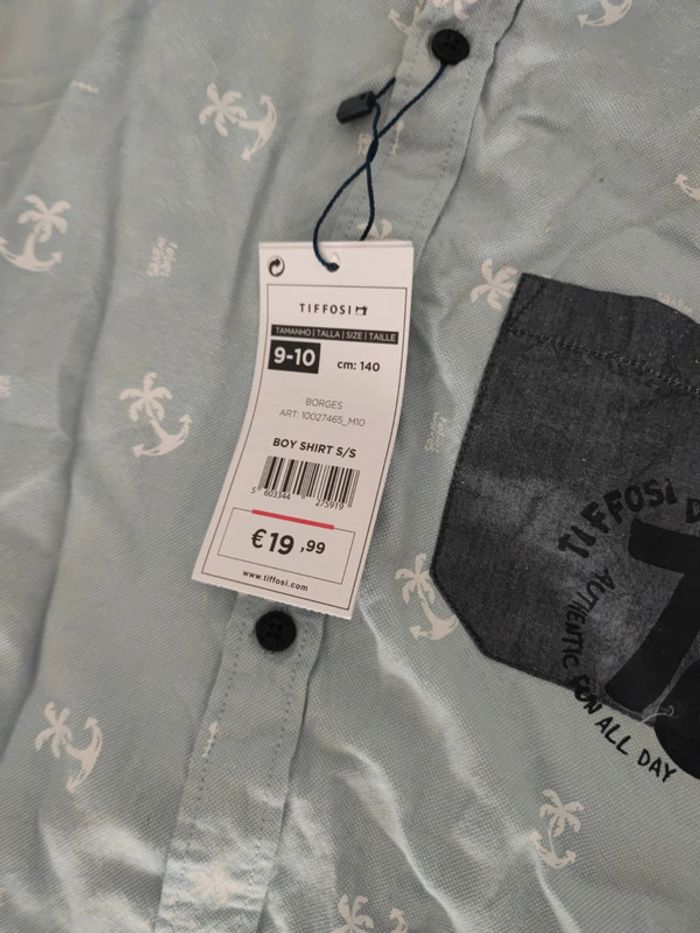 TIFFOSI
TAMANHO | TALLA | SIZE | TAILLE
9-10
cm: 140
BORGES
ART: 10027465_M10
BOY SHIRT S/S
5 603344 275919
€19,99
www.tiffosi.com
TIFFOSI D
AUTHENTIC FUN ALL DAY